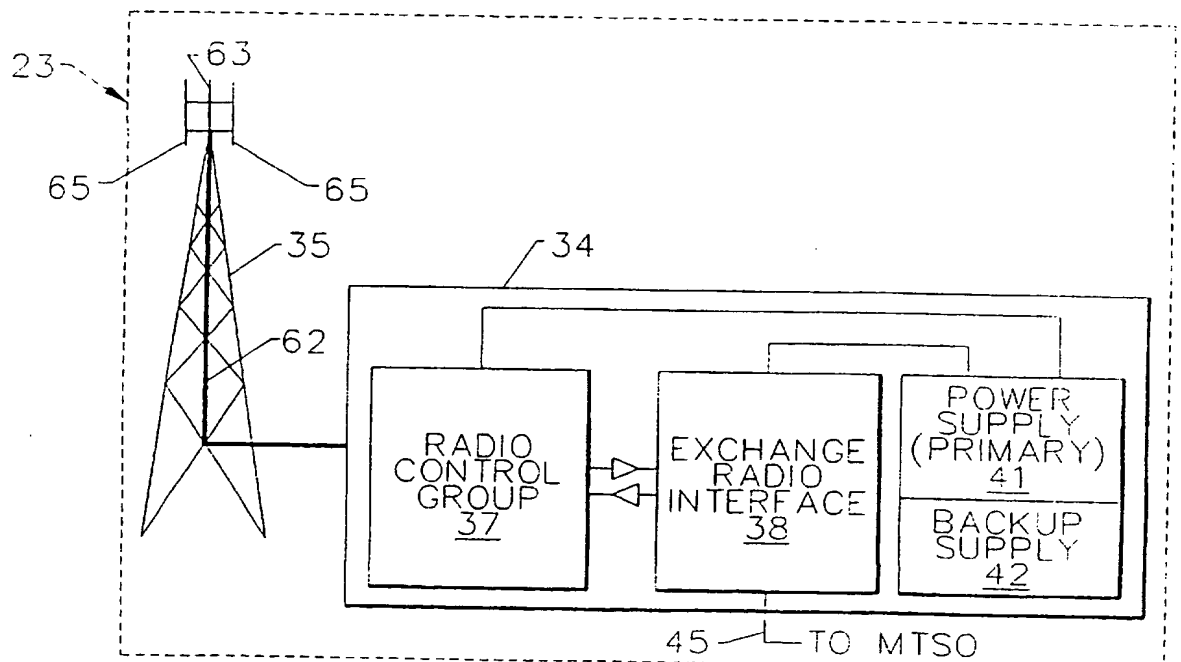 63
23
65
65
35
34
62
RADIO
CONTROL
GROUP
37
EXCHANGE
RADIO
INTERFACE
38
POWER
SUPPLY
(PRIMARY)
41
BACKUP
SUPPLY
42
45
TO MTSO